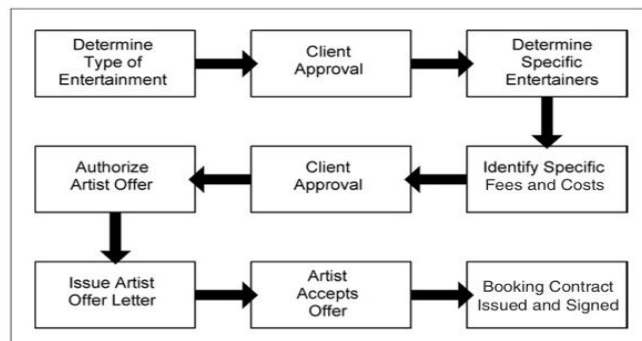 Determine
Type of
Entertainment
Client
Approval
Determine
Specific
Entertainers
Authorize
Artist Offer
Client
Approval
Identify Specific
Fees and Costs
Issue Artist
Offer Letter
Artist
Accepts
Offer
Booking Contract
Issued and Signed